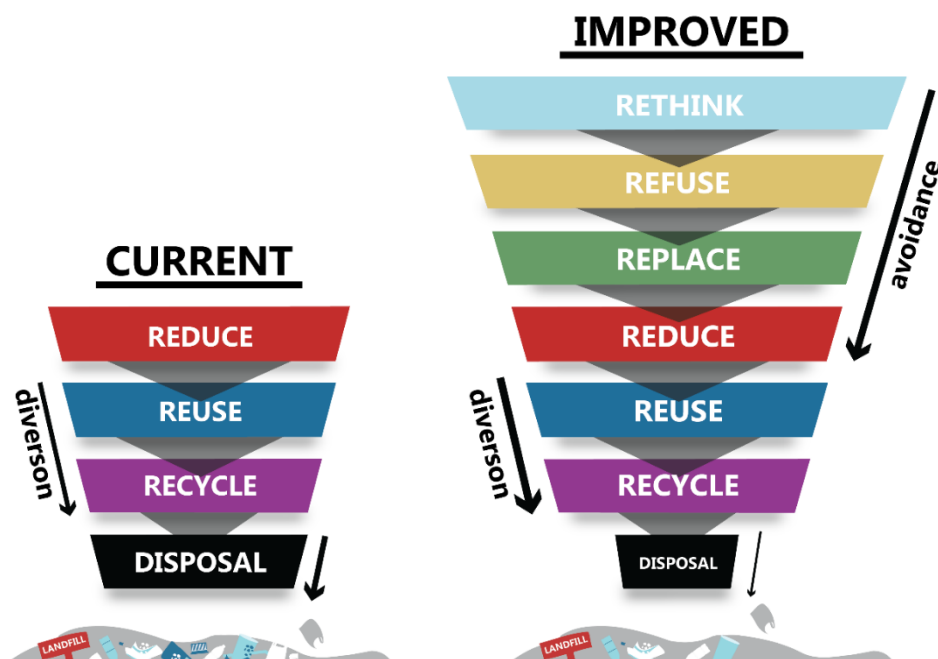 CURRENT
REDUCE
REUSE
RECYCLE
DISPOSAL
diverson
LANDFILL
IMPROVED
RETHINK
REFUSE
REPLACE
REDUCE
REUSE
RECYCLE
DISPOSAL
avoidance
diverson
LANDFILL